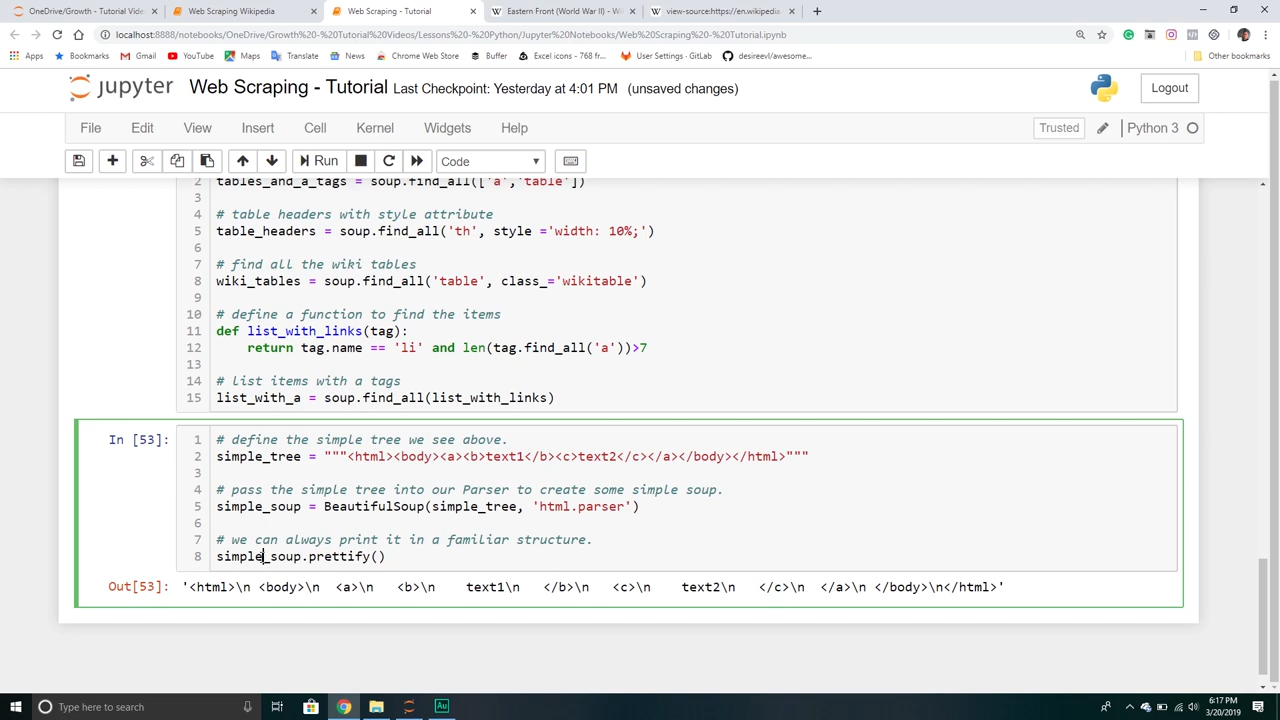 OneDrive/Growth - Tutorial Video
Web Scraping Wikipedia
Web Scraping - Tutorial
Eastern Front (World War II) - Wi
view-source:https://en.wikipedia.
localhost:8888/notebooks/OneDrive/Growth%20-%20Tutorial%20Videos/Lessons%20-%20Python/Jupyter%20Notebooks/Web%20Scraping%20-%20Tutorial.ipynb
Apps
Bookmarks
Gmail
YouTube
Maps
Translate
News
Chrome Web Store
Buffer
Excel icons - 768 fr...
User Settings · GitLab
desireevl/awesome...
Other bookmarks
jupyter Web Scraping - Tutorial Last Checkpoint: Yesterday at 4:01 PM (unsaved changes)
Logout
File Edit View Insert Cell Kernel Widgets Help
Trusted
Python 3
Run
Code
2 tables_and_a_tags = soup.find_all(['a','table'])
3
4 # table headers with style attribute
5 table_headers = soup.find_all('th', style ='width: 10%;')
6
7 # find all the wiki tables
8 wiki_tables = soup.find_all('table', class_='wikitable')
9
10 # define a function to find the items
11 def list_with_links(tag):
12 return tag.name == 'li' and len(tag.find_all('a'))>7
13
14 # list items with a tags
15 list_with_a = soup.find_all(list_with_links)
In [53]:
1 # define the simple tree we see above.
2 simple_tree = """<html><body><a><b>text1</b><c>text2</c></a></body></html>"""
3
4 # pass the simple tree into our Parser to create some simple soup.
5 simple_soup = BeautifulSoup(simple_tree, 'html.parser')
6
7 # we can always print it in a familiar structure.
8 simple_soup.prettify()
Out[53]: '<html>\n <body>\n  <a>\n   <b>\n    text1\n   </b>\n   <c>\n    text2\n   </c>\n  </a>\n </body>\n</html>'
Type here to search
Au
6:17 PM
3/20/2019